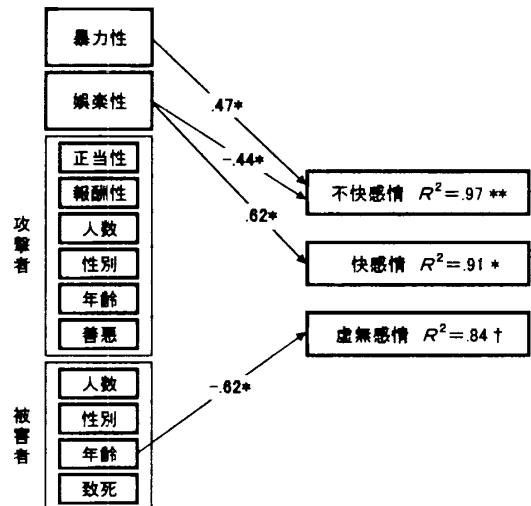 暴力性
娯楽性
攻撃者
正当性
報酬性
人数
性別
年齢
善悪
被害者
人数
性別
年齢
致死
.47*
-.44*
.62*
-.62*
不快感情 R²=.97 **
快感情 R²=.91 *
虚無感情 R²=.84 †